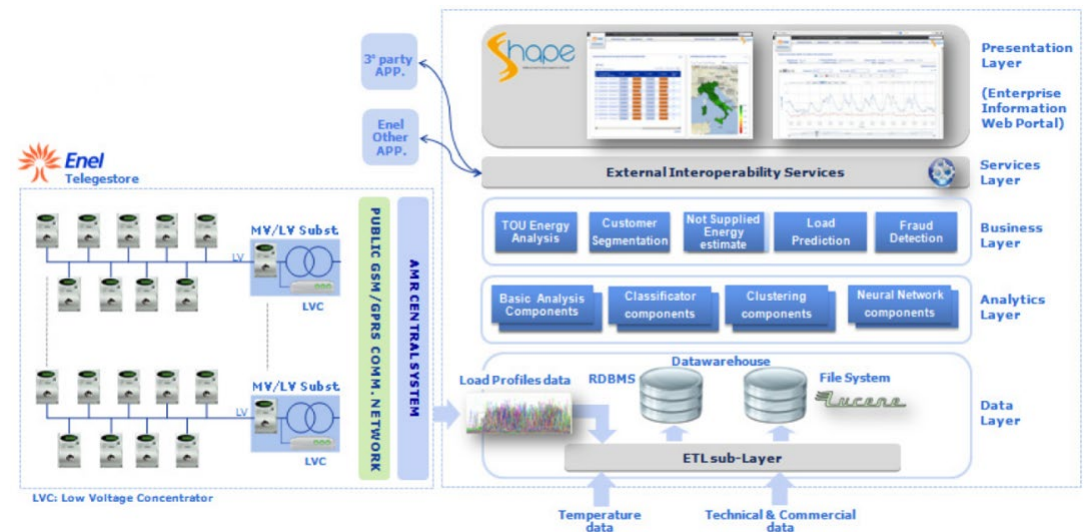 3° party
APP.
Enel
Other
APP.
Shape
Presentation
Layer
(Enterprise
Information
Web Portal)
External Interoperability Services
Services
Layer
Enel
Telegestore
MV/LV Subst.
LV
LVC
MV/LV Subst.
LV
LVC
PUBLIC GSM/GPRS COMM. NETWORK
AMR CENTRAL SYSTEM
LVC: Low Voltage Concentrator
TOU Energy
Analysis
Customer
Segmentation
Not Supplied
Energy
estimate
Load
Prediction
Fraud
Detection
Business
Layer
Basic Analysis
Components
Classificator
components
Clustering
components
Neural Network
components
Analytics
Layer
Load Profiles data
RDBMS
Datawarehouse
File System
Lucene
Data
Layer
ETL sub-Layer
Temperature
data
Technical & Commercial
data